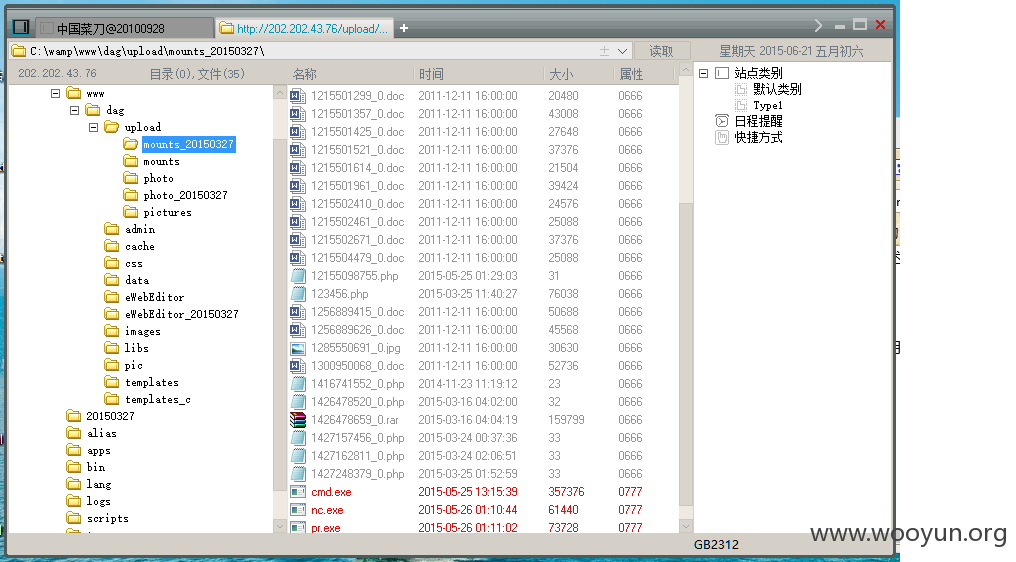 中国菜刀@20100928
http://202.202.43.76/upload/...
+
C:\wamp\www\dag\upload\mounts_20150327\
读取
星期天 2015-06-21 五月初六
202.202.43.76
目录(0),文件(35)
名称 时间 大小 属性
www
dag
upload
mounts_20150327
mounts
photo
photo_20150327
pictures
admin
cache
css
data
eWebEditor
eWebEditor_20150327
images
libs
pic
templates
templates_c
20150327
alias
apps
bin
lang
logs
scripts
1215501299_0.doc 2011-12-11 16:00:00 20480 0666
1215501357_0.doc 2011-12-11 16:00:00 43008 0666
1215501425_0.doc 2011-12-11 16:00:00 27648 0666
1215501521_0.doc 2011-12-11 16:00:00 37376 0666
1215501614_0.doc 2011-12-11 16:00:00 21504 0666
1215501961_0.doc 2011-12-11 16:00:00 39424 0666
1215502410_0.doc 2011-12-11 16:00:00 24576 0666
1215502461_0.doc 2011-12-11 16:00:00 25088 0666
1215502671_0.doc 2011-12-11 16:00:00 37376 0666
1215504479_0.doc 2011-12-11 16:00:00 25088 0666
12155098755.php 2015-05-25 01:29:03 31 0666
123456.php 2015-03-25 11:40:27 76038 0666
1256889415_0.doc 2011-12-11 16:00:00 50688 0666
1256889626_0.doc 2011-12-11 16:00:00 45568 0666
1285550691_0.jpg 2011-12-11 16:00:00 30630 0666
1300950068_0.doc 2011-12-11 16:00:00 52736 0666
1416741552_0.php 2014-11-23 11:19:12 23 0666
1426478520_0.php 2015-03-16 04:02:00 32 0666
1426478659_0.rar 2015-03-16 04:04:19 159799 0666
1427157456_0.php 2015-03-24 00:37:36 33 0666
1427162811_0.php 2015-03-24 02:06:51 33 0666
1427248379_0.php 2015-03-25 01:52:59 33 0666
cmd.exe 2015-05-25 13:15:39 357376 0777
nc.exe 2015-05-26 01:10:44 61440 0777
pr.exe 2015-05-26 01:11:02 73728 0777
站点类别
默认类别
Type1
日程提醒
快捷方式
GB2312
www.wooyun.org